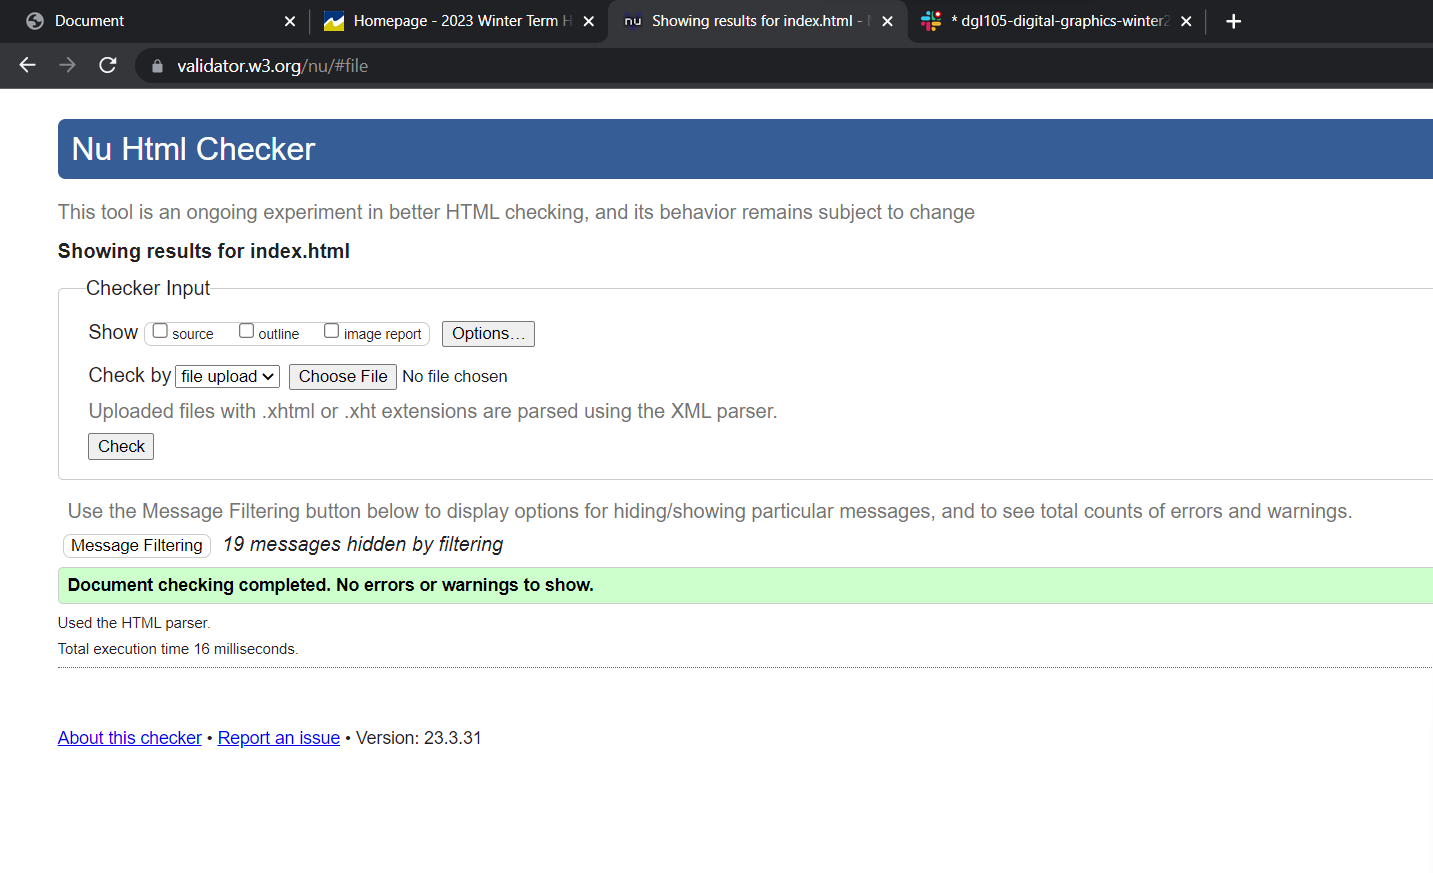 Document
Homepage - 2023 Winter Term H
nu Showing results for index.html -
* dgl105-digital-graphics-winter2
validator.w3.org/nu/#file
Nu Html Checker
This tool is an ongoing experiment in better HTML checking, and its behavior remains subject to change
Showing results for index.html
Checker Input
Show source outline image report Options…
Check by file upload Choose File No file chosen
Uploaded files with .xhtml or .xht extensions are parsed using the XML parser.
Check
Use the Message Filtering button below to display options for hiding/showing particular messages, and to see total counts of errors and warnings.
Message Filtering 19 messages hidden by filtering
Document checking completed. No errors or warnings to show.
Used the HTML parser.
Total execution time 16 milliseconds.
About this checker • Report an issue • Version: 23.3.31